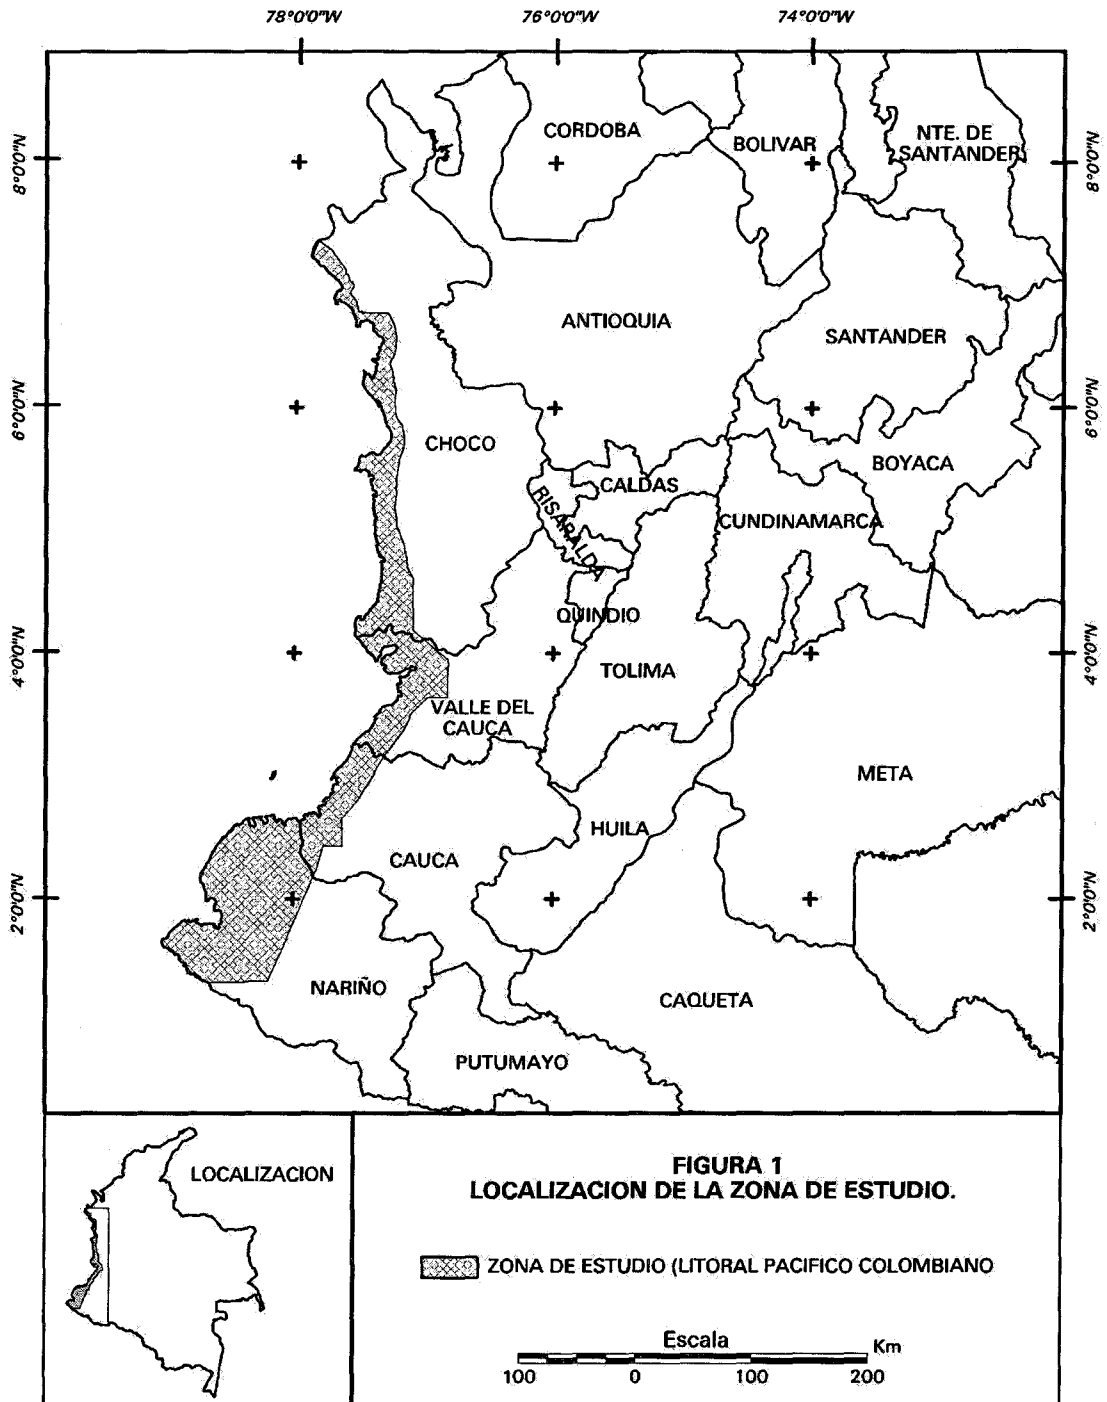 78°0'0"W
76°0'0"W
74°0'0"W
8°0'0"N
8°0'0"N
6°0'0"N
6°0'0"N
4°0'0"N
4°0'0"N
2°0'0"N
2°0'0"N
CORDOBA
BOLIVAR
NTE. DE
SANTANDER
ANTIOQUIA
SANTANDER
CHOCO
BOYACA
CALDAS
RISARALDA
CUNDINAMARCA
QUINDIO
TOLIMA
VALLE DEL
CAUCA
META
HUILA
CAUCA
NARIÑO
CAQUETA
PUTUMAYO
LOCALIZACION
FIGURA 1
LOCALIZACION DE LA ZONA DE ESTUDIO.
ZONA DE ESTUDIO (LITORAL PACIFICO COLOMBIANO
Escala
Km
100 0 100 200